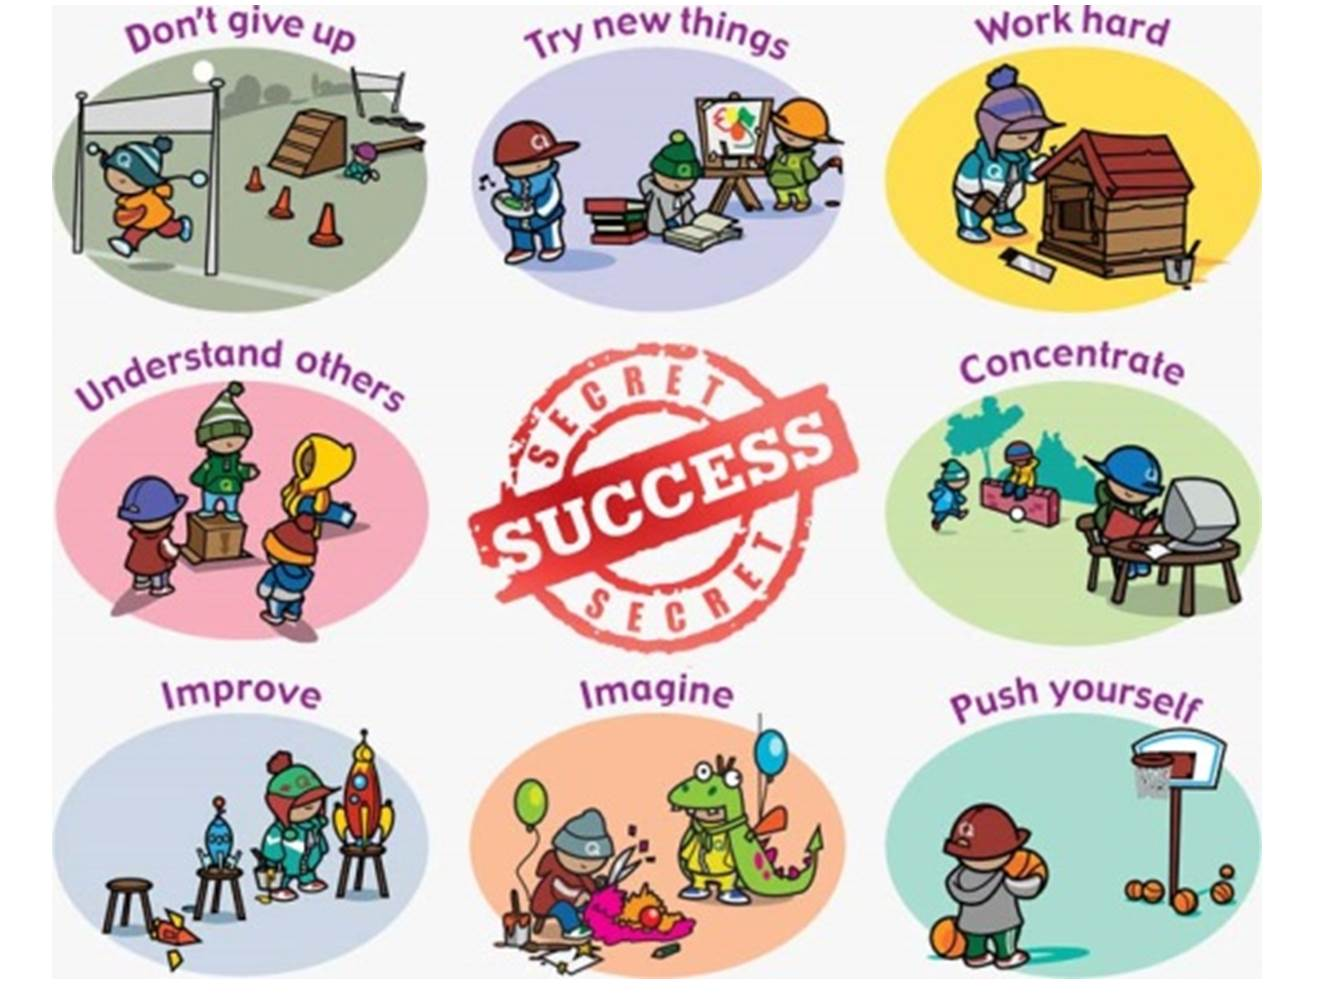 Don't give up
Try new things
Work hard
Understand others
SECRET
SUCCESS
SECRET
Concentrate
Improve
Imagine
Push yourself